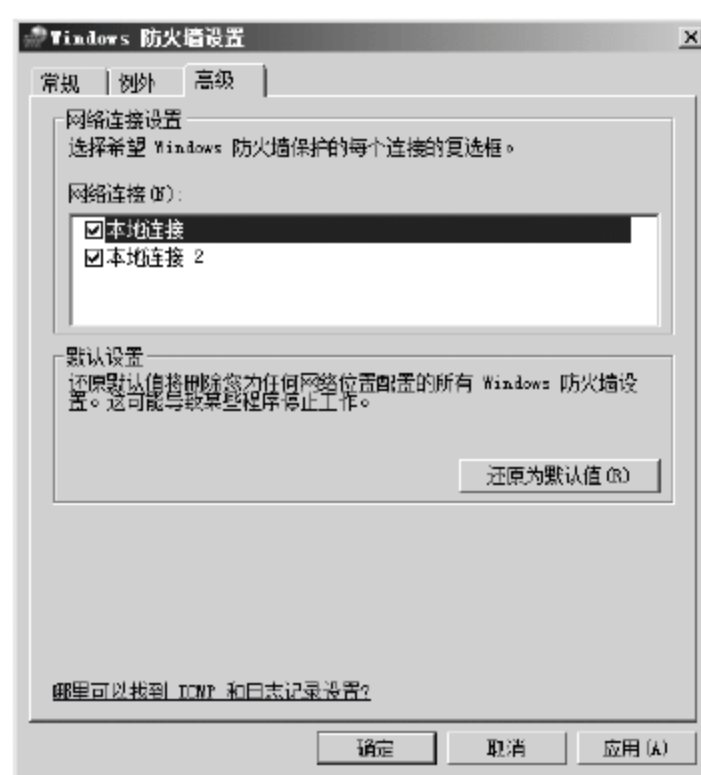 Windows 防火墙设置
常规 例外 高级
网络连接设置
选择希望 Windows 防火墙保护的每个连接的复选框。
网络连接(N):
本地连接
本地连接 2
默认设置
还原默认值将删除您为任何网络位置配置的所有 Windows 防火墙设
置。这可能导致某些程序停止工作。
还原为默认值(R)
哪里可以找到 ICMP 和日志记录设置?
确定 取消 应用(A)